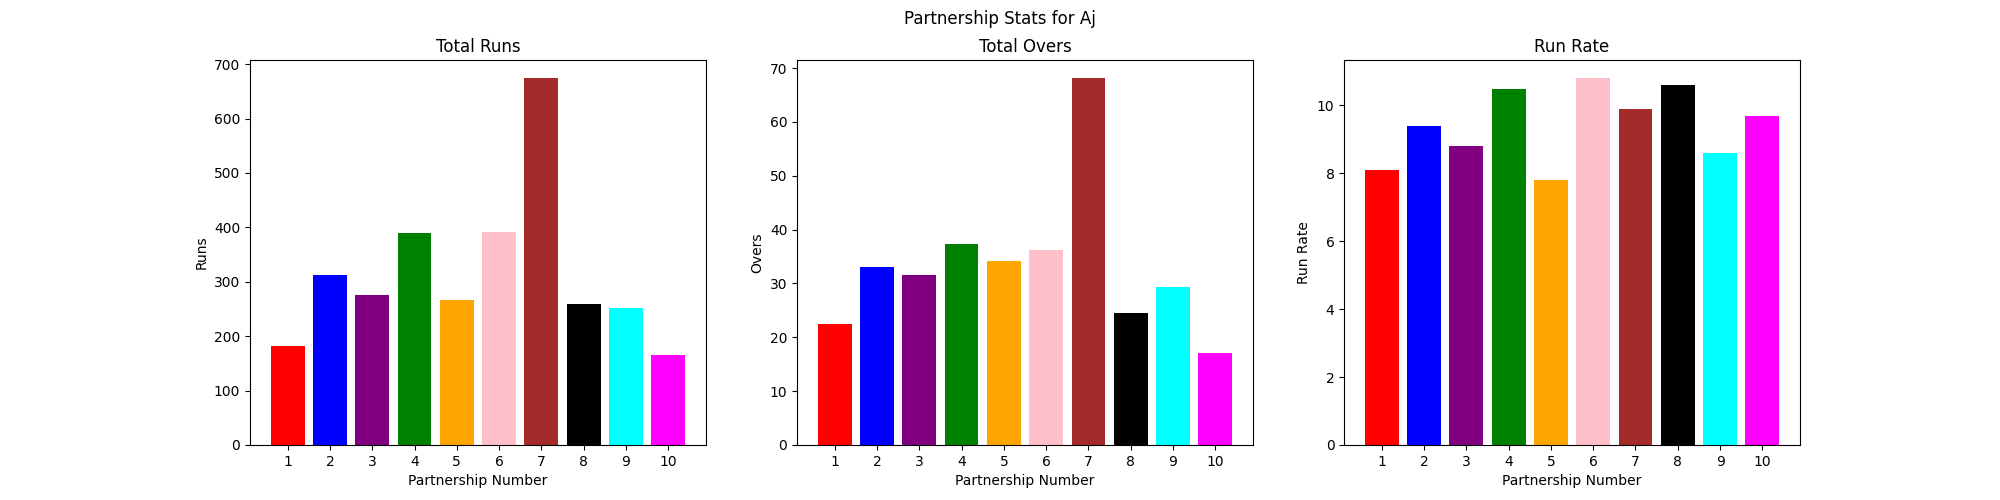 Partnership Stats for Aj
Total Runs
700
600
500
400
300
200
100
0
Runs
1 2 3 4 5 6 7 8 9 10
Partnership Number
Total Overs
70
60
50
40
30
20
10
0
Overs
1 2 3 4 5 6 7 8 9 10
Partnership Number
Run Rate
10
8
6
4
2
0
Run Rate
1 2 3 4 5 6 7 8 9 10
Partnership Number